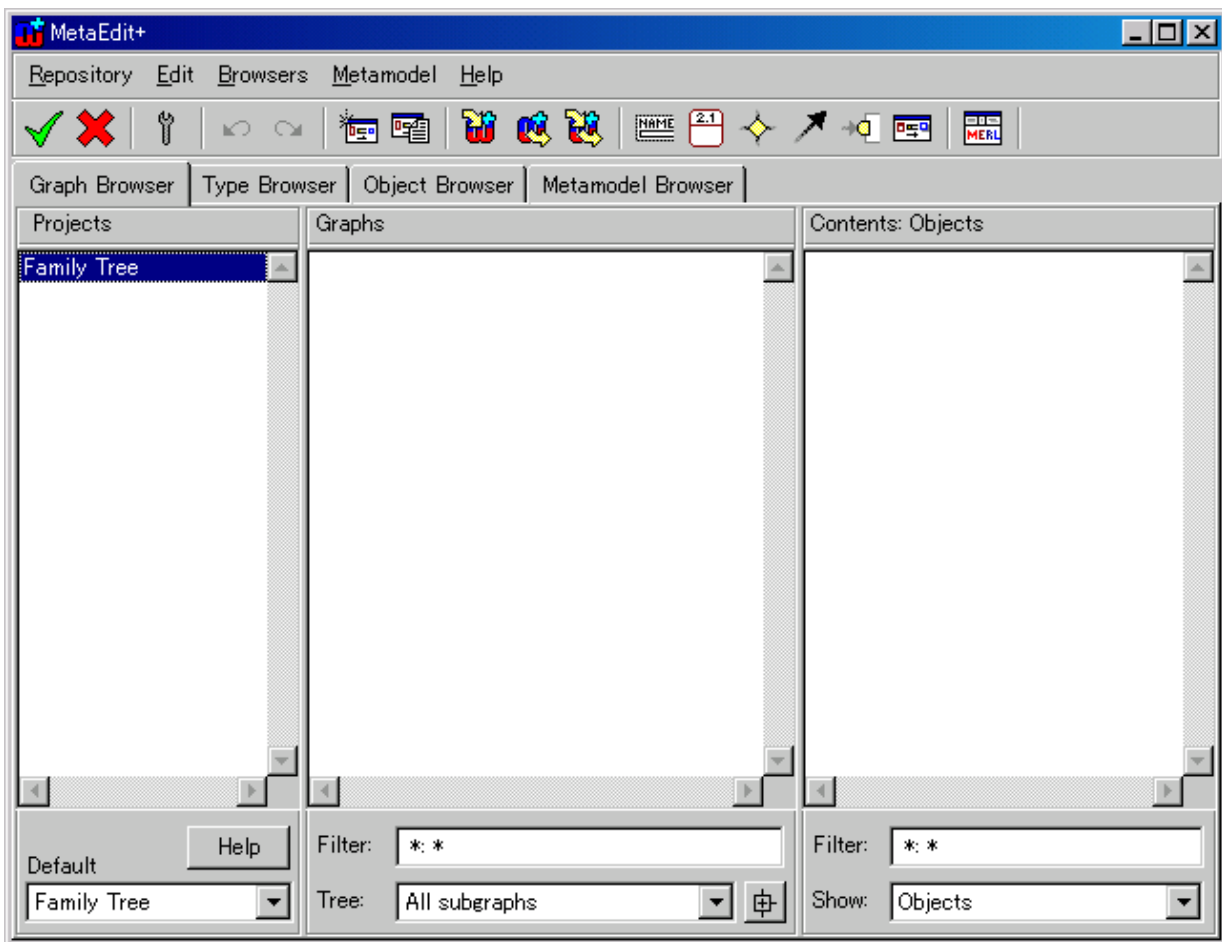 MetaEdit+
Repository Edit Browsers Metamodel Help
NAME 2.1 MERL
Graph Browser Type Browser Object Browser Metamodel Browser
Projects Graphs Contents: Objects
Family Tree
Help Filter: *: * Filter: *: *
Default
Family Tree Tree: All subgraphs Show: Objects